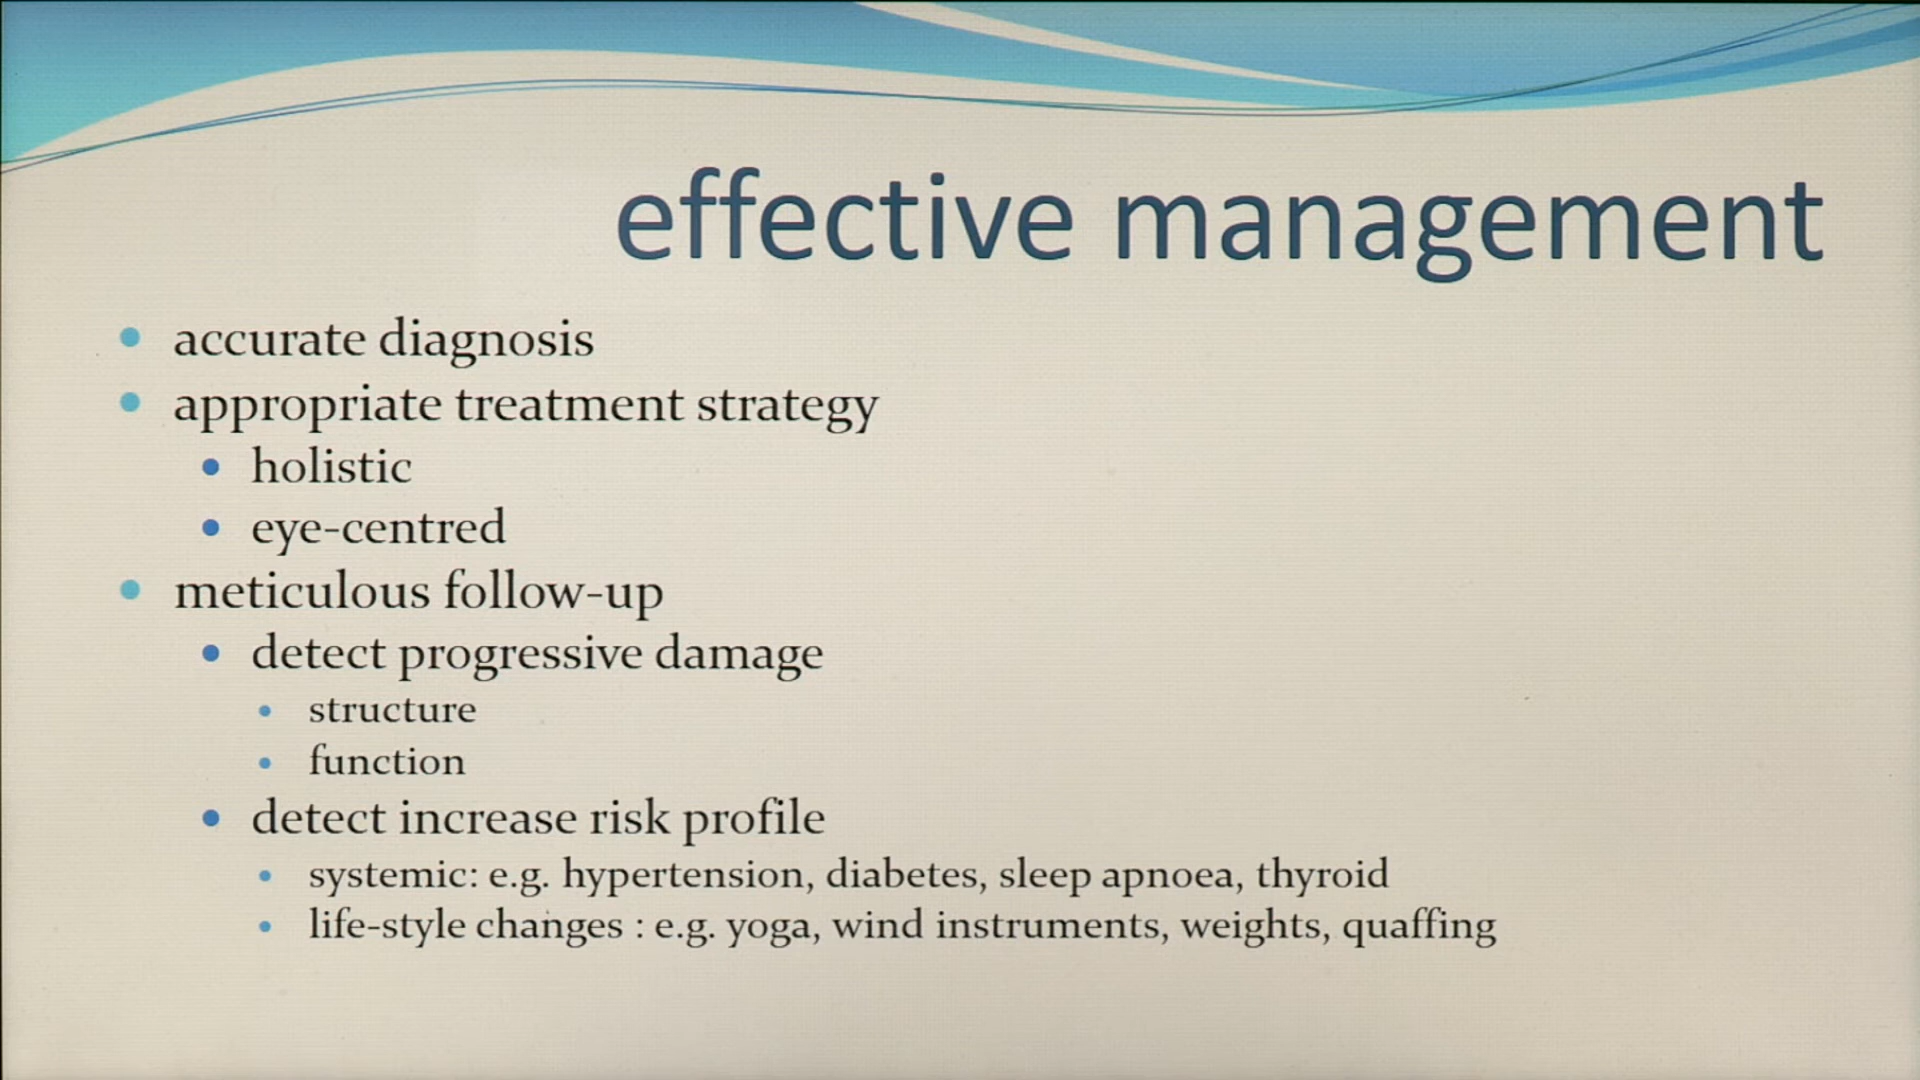 effective management
accurate diagnosis
appropriate treatment strategy
holistic
eye-centred
meticulous follow-up
detect progressive damage
structure
function
detect increase risk profile
systemic: e.g. hypertension, diabetes, sleep apnoea, thyroid
life-style changes : e.g. yoga, wind instruments, weights, quaffing